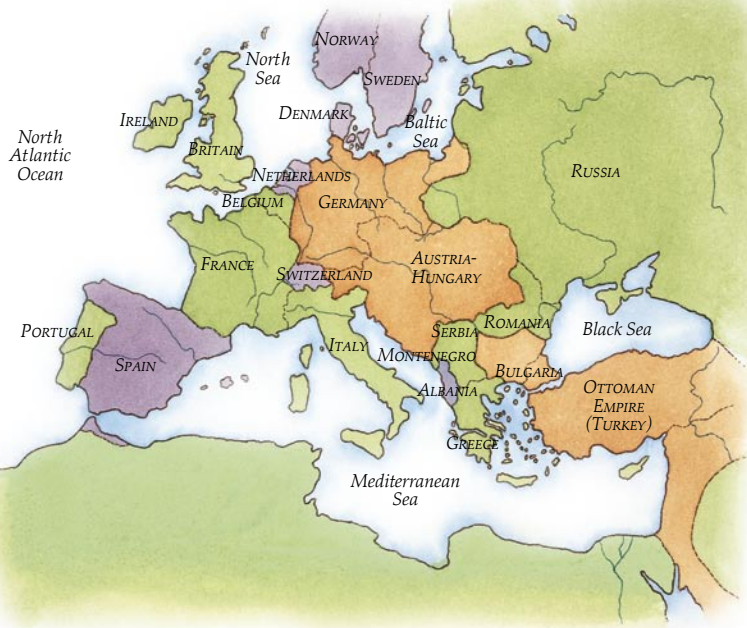 NORWAY
North
Sea
SWEDEN
IRELAND
DENMARK
Baltic
Sea
North
Atlantic
Ocean
BRITAIN
NETHERLANDS
RUSSIA
BELGIUM
GERMANY
FRANCE
SWITZERLAND
AUSTRIA-
HUNGARY
PORTUGAL
SPAIN
ITALY
SERBIA
ROMANIA
Black Sea
MONTENEGRO
BULGARIA
ALBANIA
OTTOMAN
EMPIRE
(TURKEY)
GREECE
Mediterranean
Sea